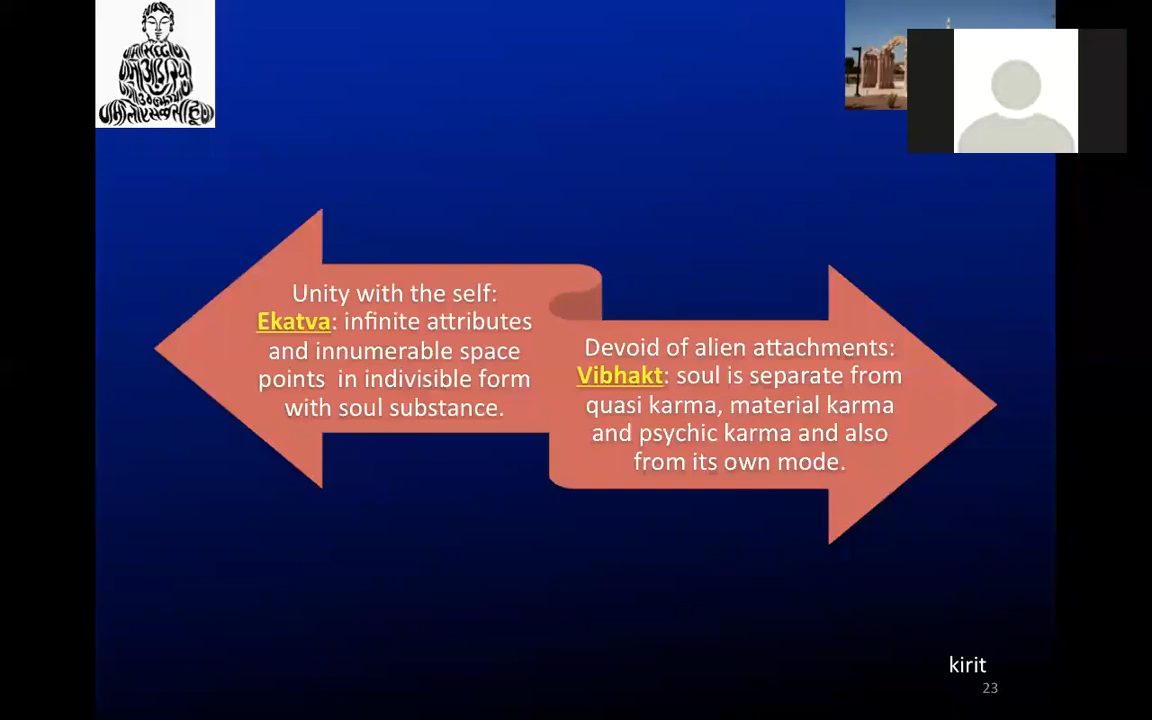 Unity with the self:
Ekatva: infinite attributes
and innumerable space
points in indivisible form
with soul substance.
Devoid of alien attachments:
Vibhakt: soul is separate from
quasi karma, material karma
and psychic karma and also
from its own mode.
kirit
23